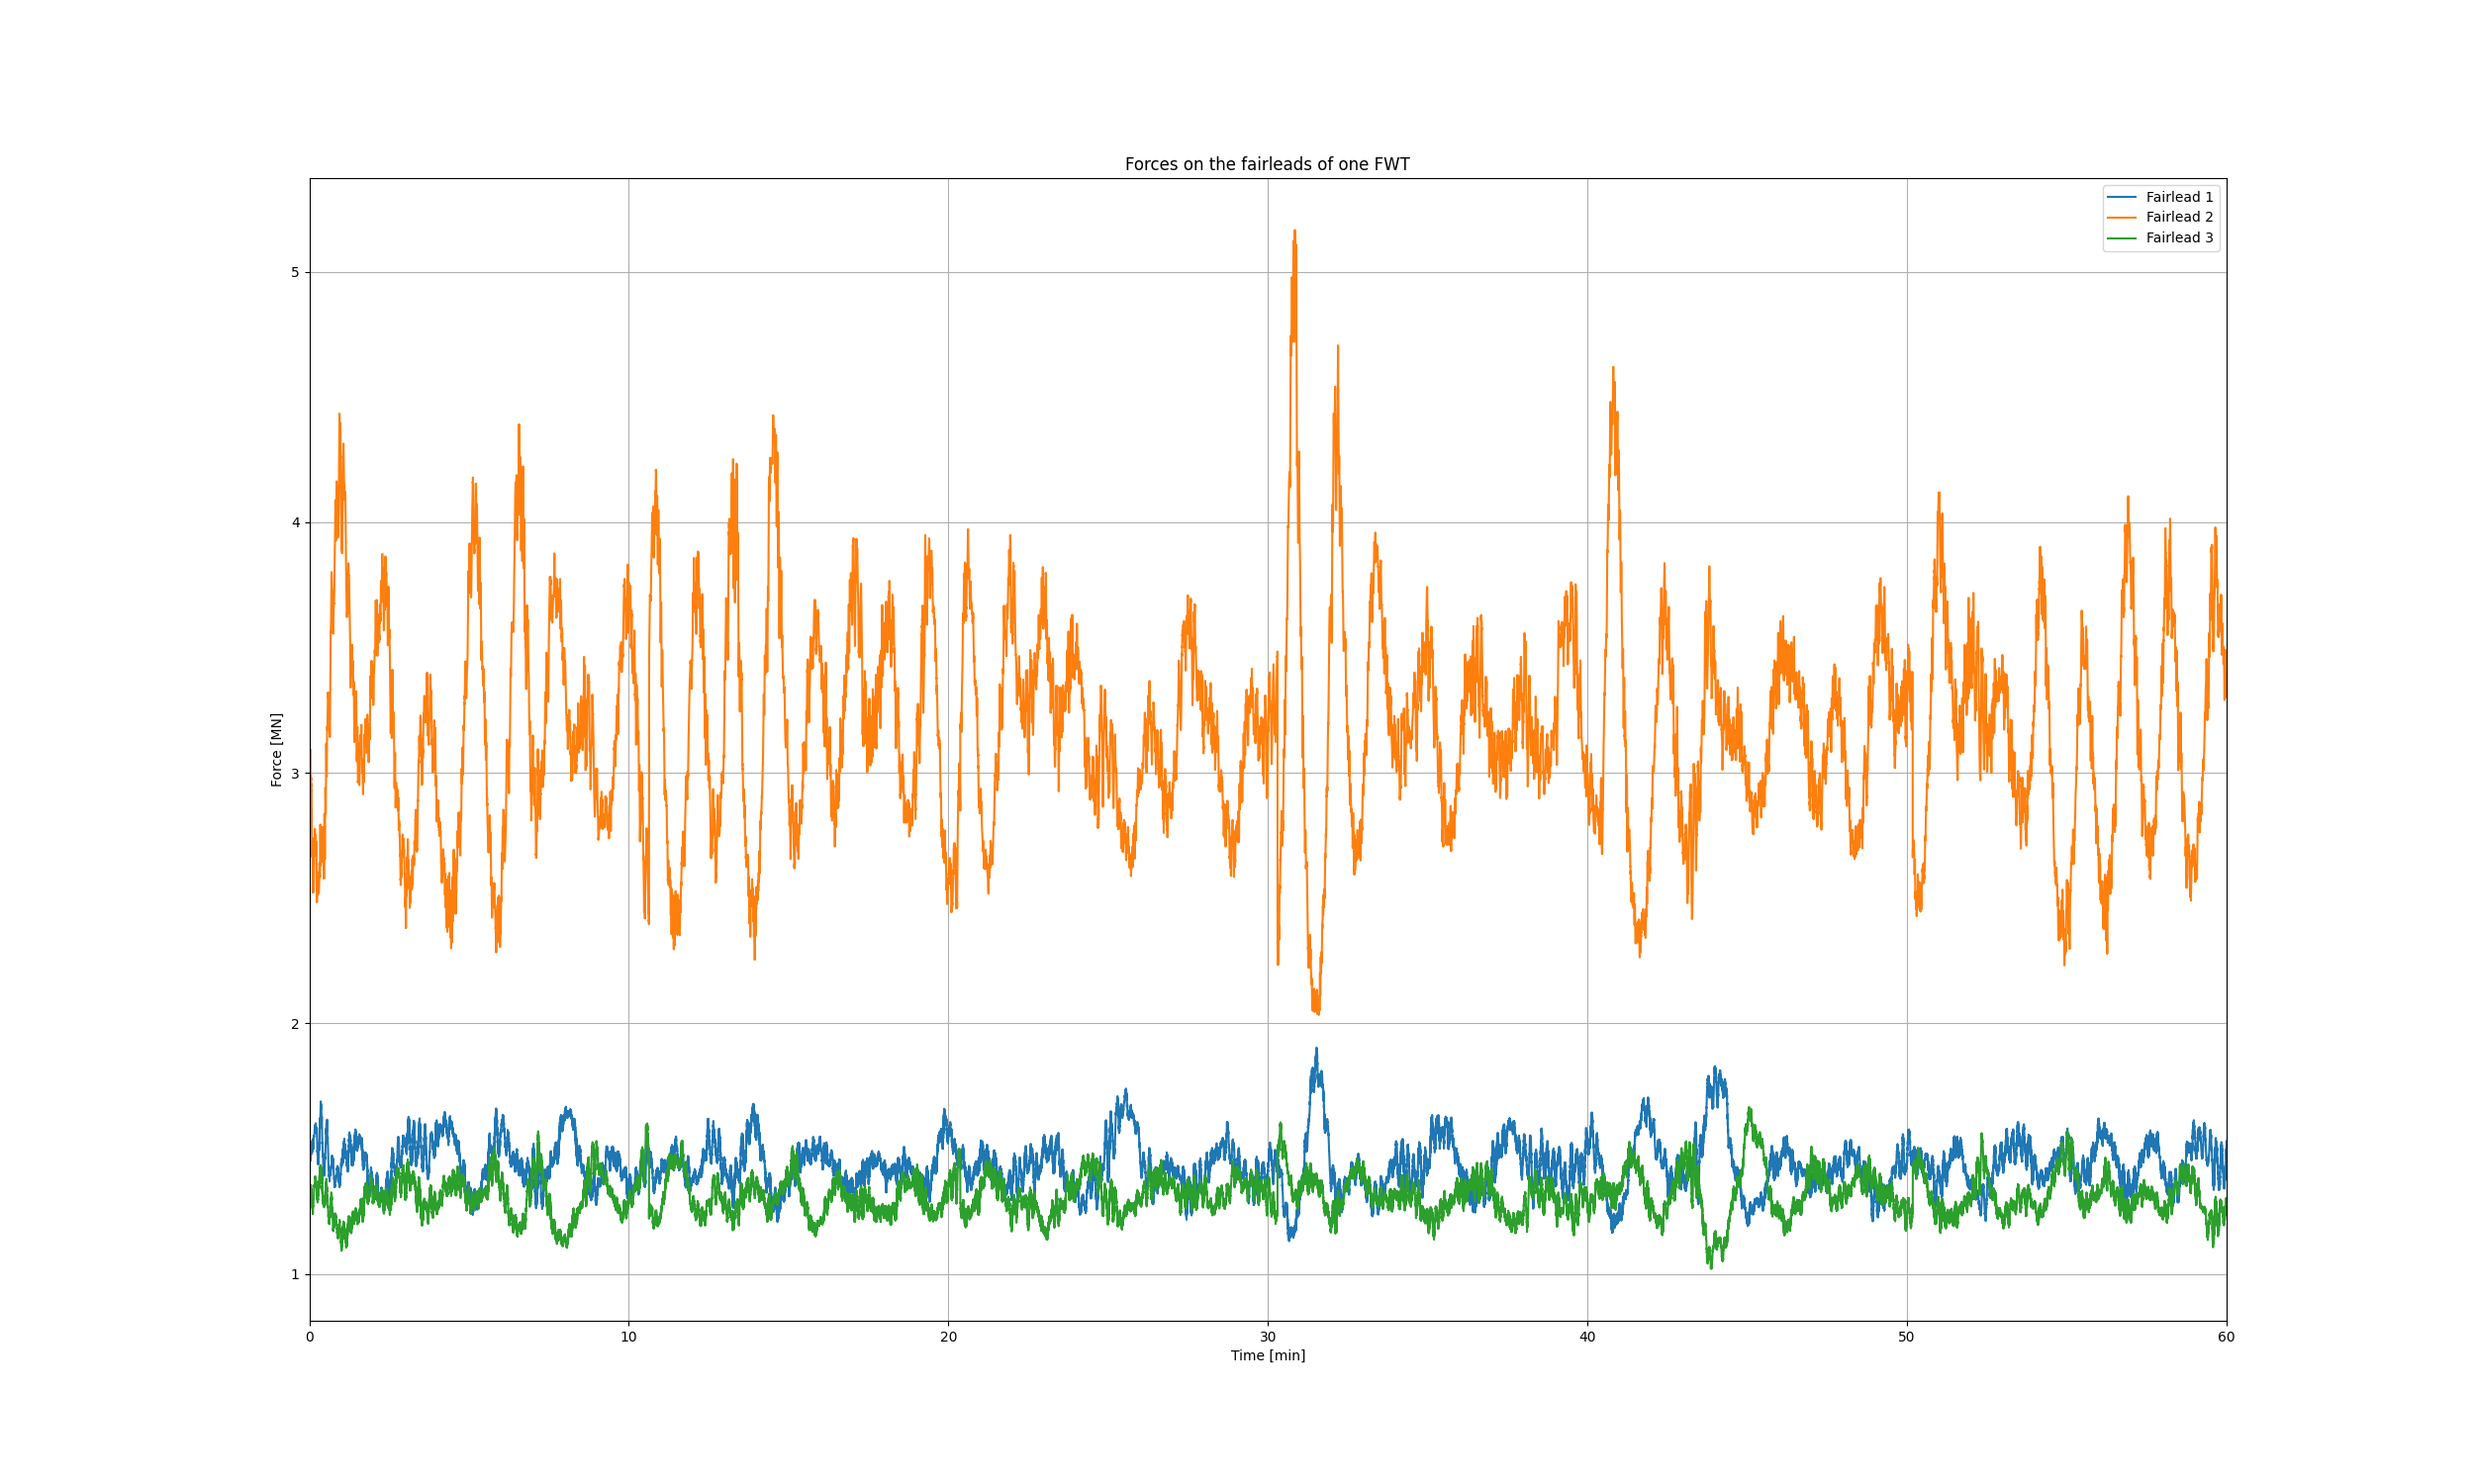 Forces on the fairleads of one FWT
Fairlead 1
Fairlead 2
Fairlead 3
Force [MN]
5
4
3
2
1
0 10 20 30 40 50 60
Time [min]